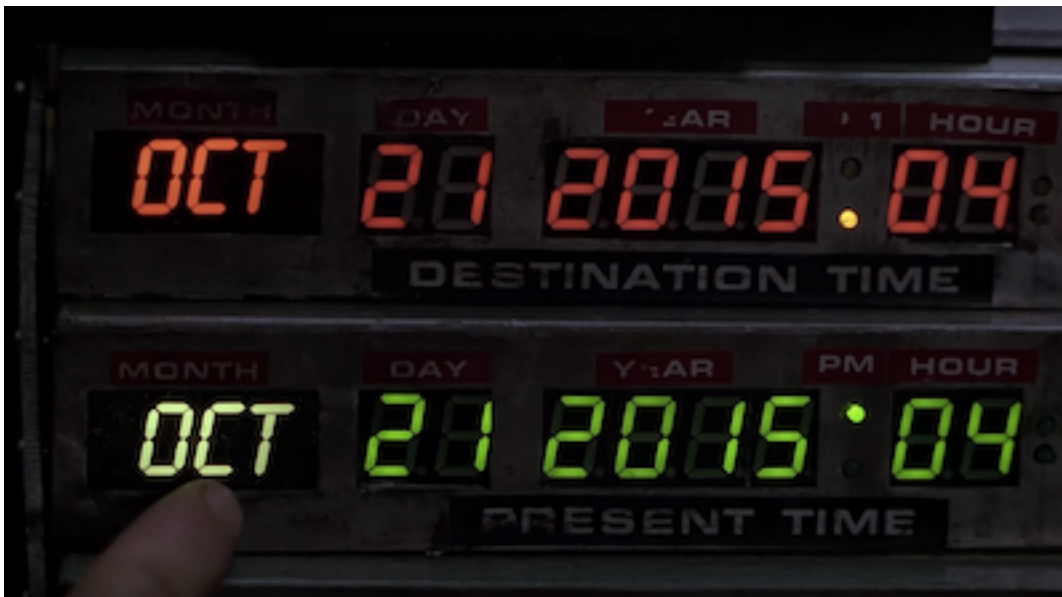 MONTH DAY HOUR
OCT 21 2015 04
DESTINATION TIME
MONTH DAY PM HOUR
OCT 21 2015 04
PRESENT TIME